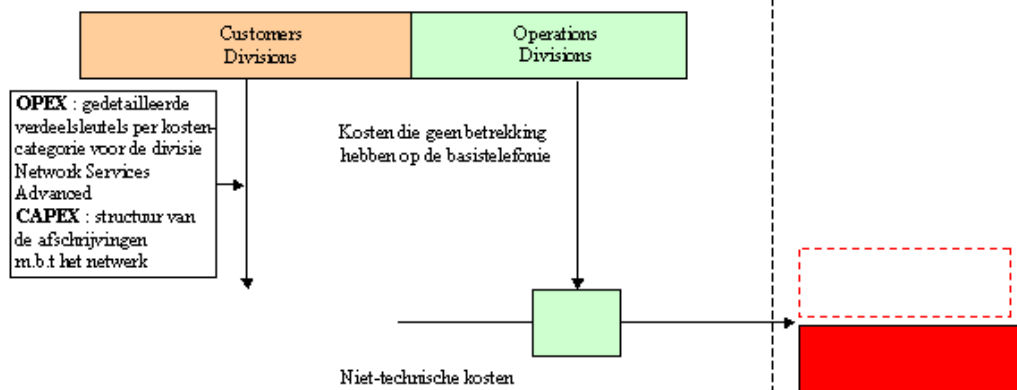 Customers
Divisions
Operations
Divisions
OPEX : gedetailleerde
verdeelsleutels per kosten-
categorie voor de divisie
Network Services
Advanced
CAPEX : structuur van
de afschrijvingen
m.b.t het netwerk
Kosten die geen betrekking
hebben op de basistelefonie
Niet-technische kosten